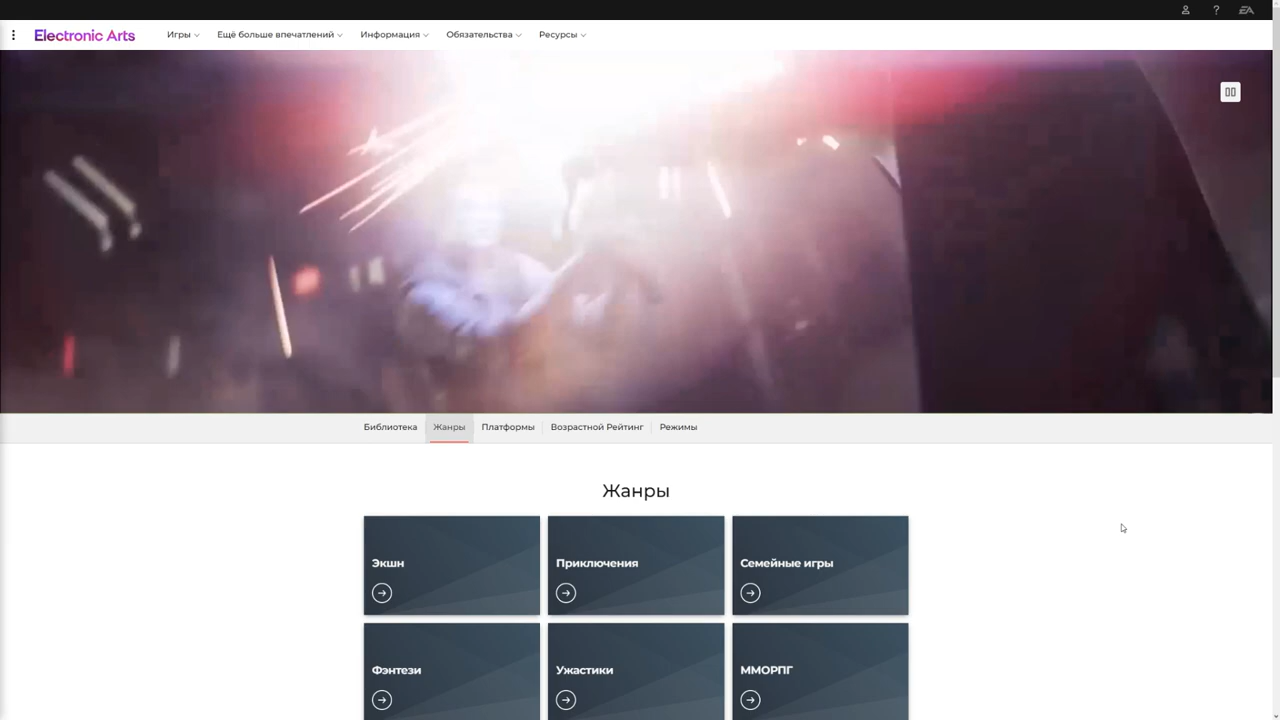 Electronic Arts
Игры
Ещё больше впечатлений
Информация
Обязательства
Ресурсы
Библиотека
Жанры
Платформы
Возрастной Рейтинг
Режимы
Жанры
Экшн
Приключения
Семейные игры
Фэнтези
Ужастики
ММОРПГ